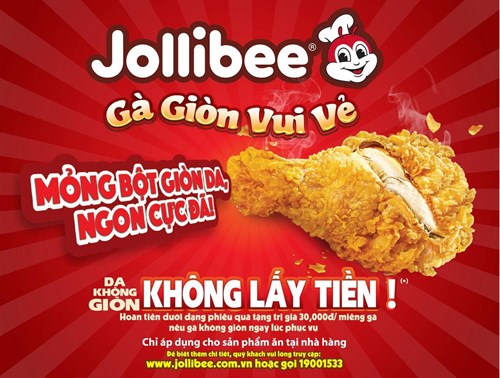 Jollibee®
Gà Giòn Vui Vẻ
MỎNG BỘT GIÒN DA,
NGON CỰC ĐÃ!
DA
KHÔNG
GIÒN
KHÔNG LẤY TIỀN ! (*)
Hoàn tiền dưới dạng phiếu quà tặng trị giá 30,000đ/ miếng gà
nếu gà không giòn ngay lúc phục vụ
Chỉ áp dụng cho sản phẩm ăn tại nhà hàng
Để biết thêm chi tiết, quý khách vui lòng truy cập:
www.jollibee.com.vn hoặc gọi 19001533